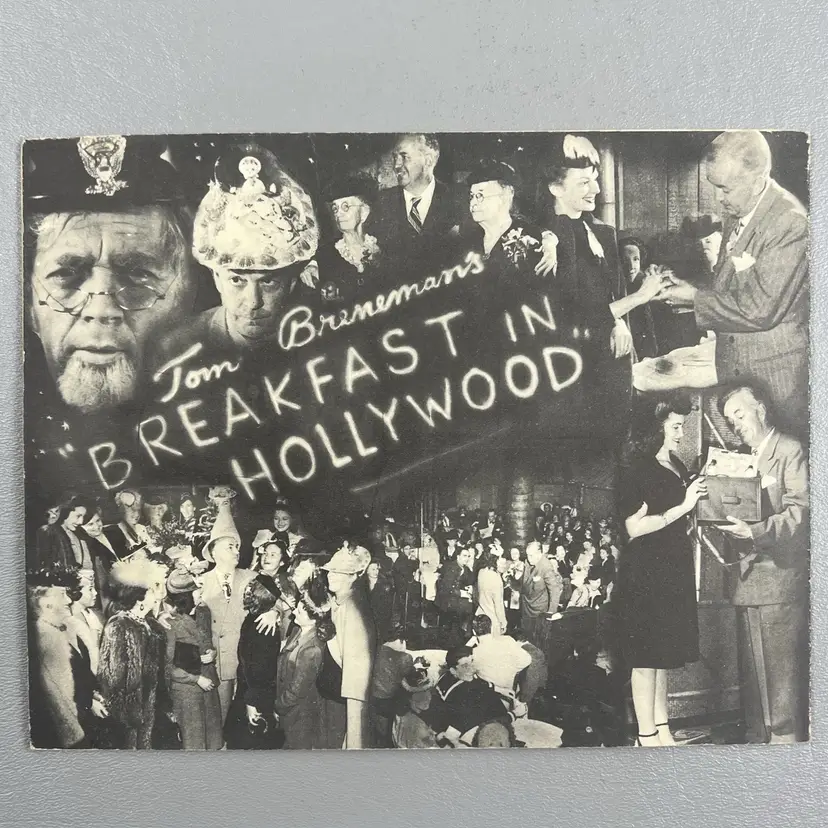 Tom Breneman's
"BREAKFAST IN
HOLLYWOOD"